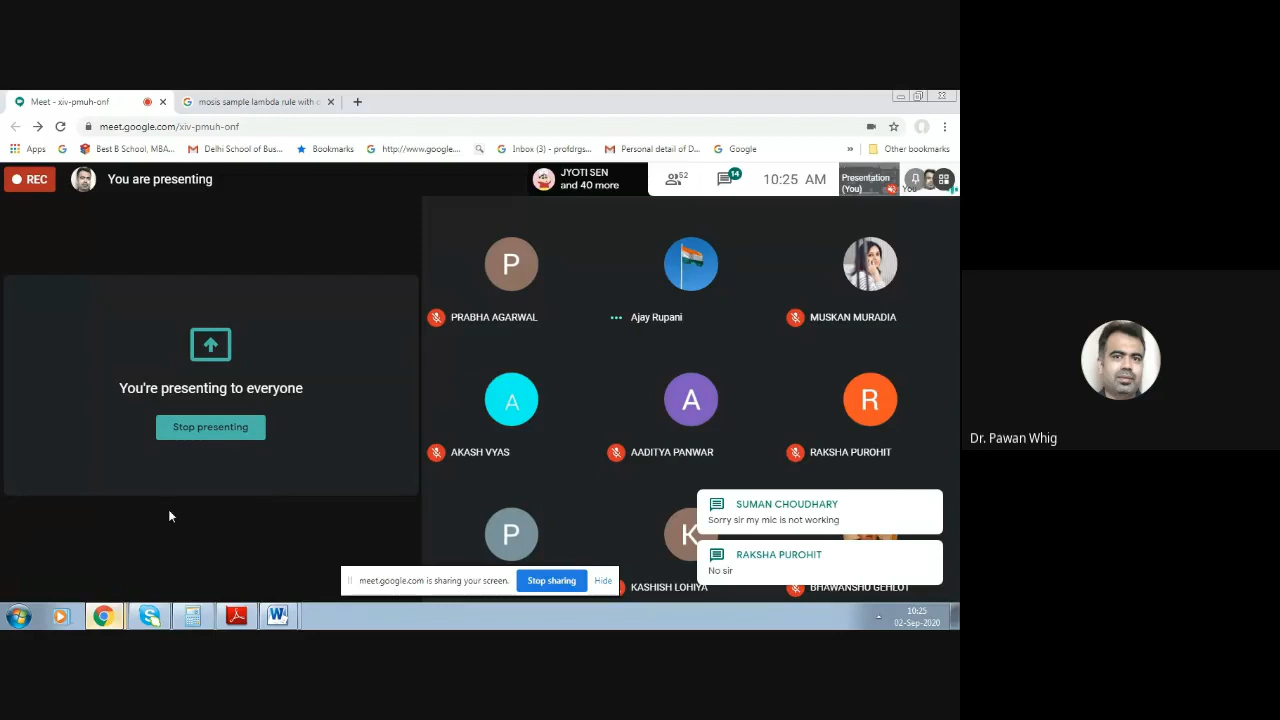 Meet - xiv-pmuh-onf
mosis sample lambda rule with c
meet.google.com/xiv-pmuh-onf
Apps
Best B School, MBA...
Delhi School of Bus...
Bookmarks
http://www.google...
Inbox (3) - profdrgs...
Personal detail of D...
Google
Other bookmarks
REC
You are presenting
JYOTI SEN
and 40 more
52
14
10:25 AM
Presentation
(You)
You
P
PRABHA AGARWAL
Ajay Rupani
MUSKAN MURADIA
You're presenting to everyone
Stop presenting
A
AKASH VYAS
A
AADITYA PANWAR
R
RAKSHA PUROHIT
Dr. Pawan Whig
P
K
SUMAN CHOUDHARY
Sorry sir my mic is not working
RAKSHA PUROHIT
No sir
meet.google.com is sharing your screen.
Stop sharing
Hide
KASHISH LOHIYA
BHAWANSHU GEHLOT
10:25
02-Sep-2020